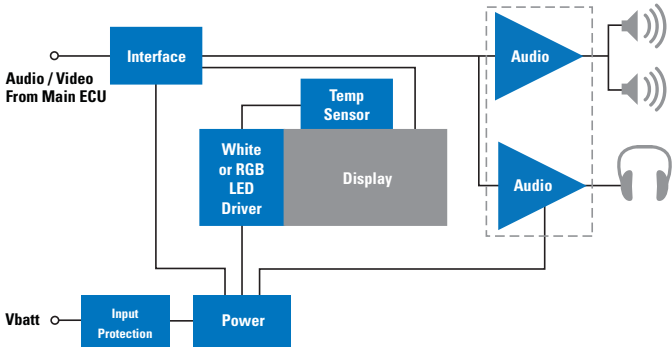 Interface
Audio
Audio / Video
From Main ECU
Temp
Sensor
White
or RGB
LED
Driver
Display
Audio
Vbatt
Input
Protection
Power